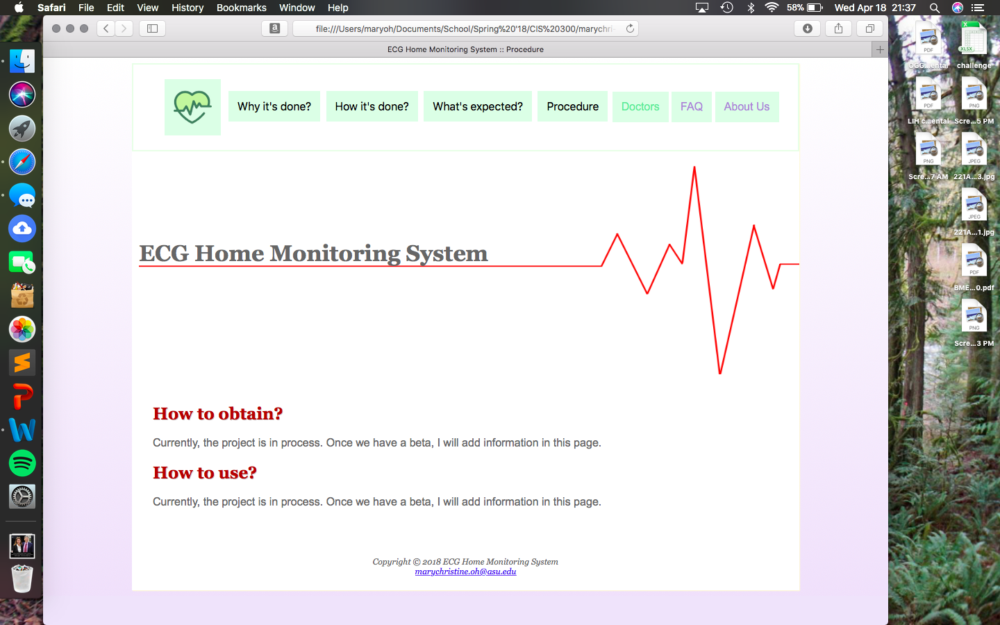 Safari File Edit View History Bookmarks Window Help 58% Wed Apr 18 21:37
file:///Users/maryoh/Documents/School/Spring%20'18/CIS%20300/marychri
ECG Home Monitoring System :: Procedure
Why it's done? How it's done? What's expected? Procedure Doctors FAQ About Us
ECG Home Monitoring System
How to obtain?
Currently, the project is in process. Once we have a beta, I will add information in this page.
How to use?
Currently, the project is in process. Once we have a beta, I will add information in this page.
Copyright © 2018 ECG Home Monitoring System
marychristine.oh@asu.edu
PDF XLSX
OGG...ental challenge
PDF PNG
LIH c...ental Scre...5 PM
PNG JPEG
Scre...7 AM 221A...3.jpg
JPEG
221A...1.jpg
PDF
BME...0.pdf
PNG
Scre...3 PM